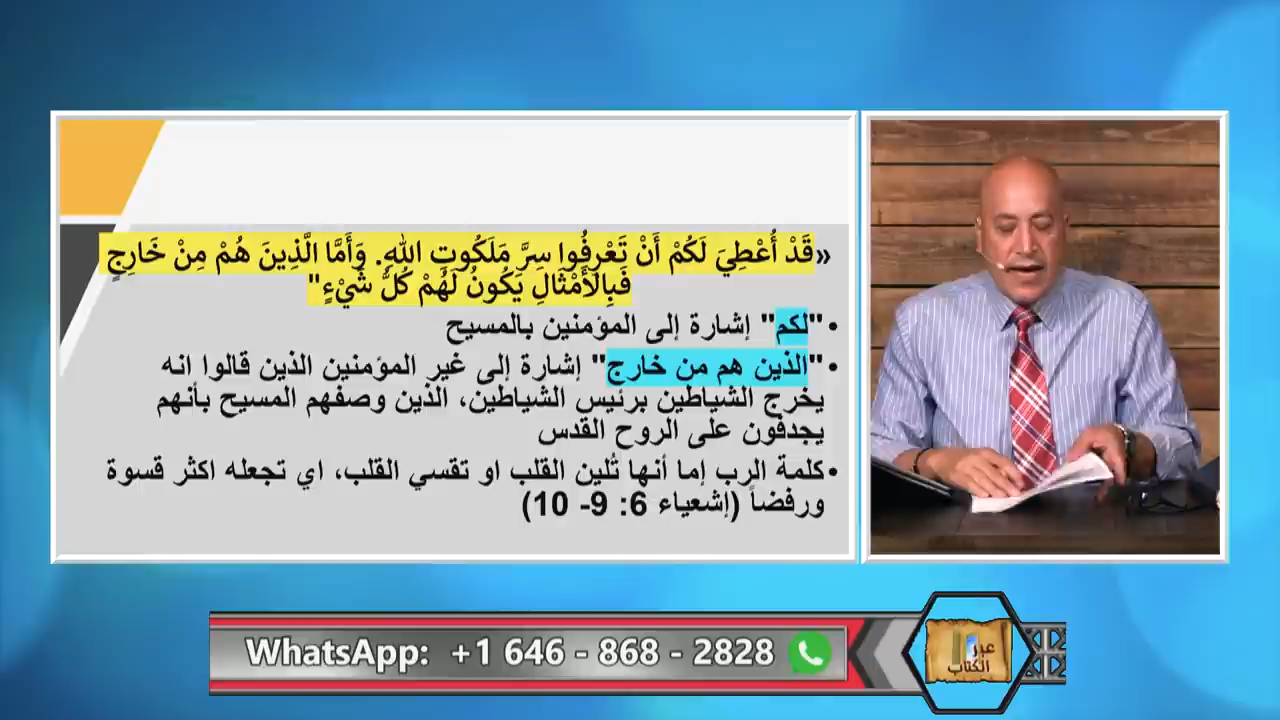 «قَدْ أُعْطِيَ لَكُمْ أَنْ تَعْرِفُوا سِرَّ مَلَكُوتِ اللهِ. وَأَمَّا الَّذِينَ هُمْ مِنْ خَارِجٍ
فَبِالأَمْثَالِ يَكُونُ لَهُمْ كُلُّ شَيْءٍ"
•"لكم" إشارة إلى المؤمنين بالمسيح
•"الذين هم من خارج" إشارة إلى غير المؤمنين الذين قالوا انه
يخرج الشياطين برئيس الشياطين، الذين وصفهم المسيح بأنهم
يجدفون على الروح القدس
•كلمة الرب إما أنها تُلين القلب او تقسي القلب، اي تجعله اكثر قسوة
ورفضاً (إشعياء 6: 9- 10)
WhatsApp: +1 646 - 868 - 2828
عبر
الكتاب